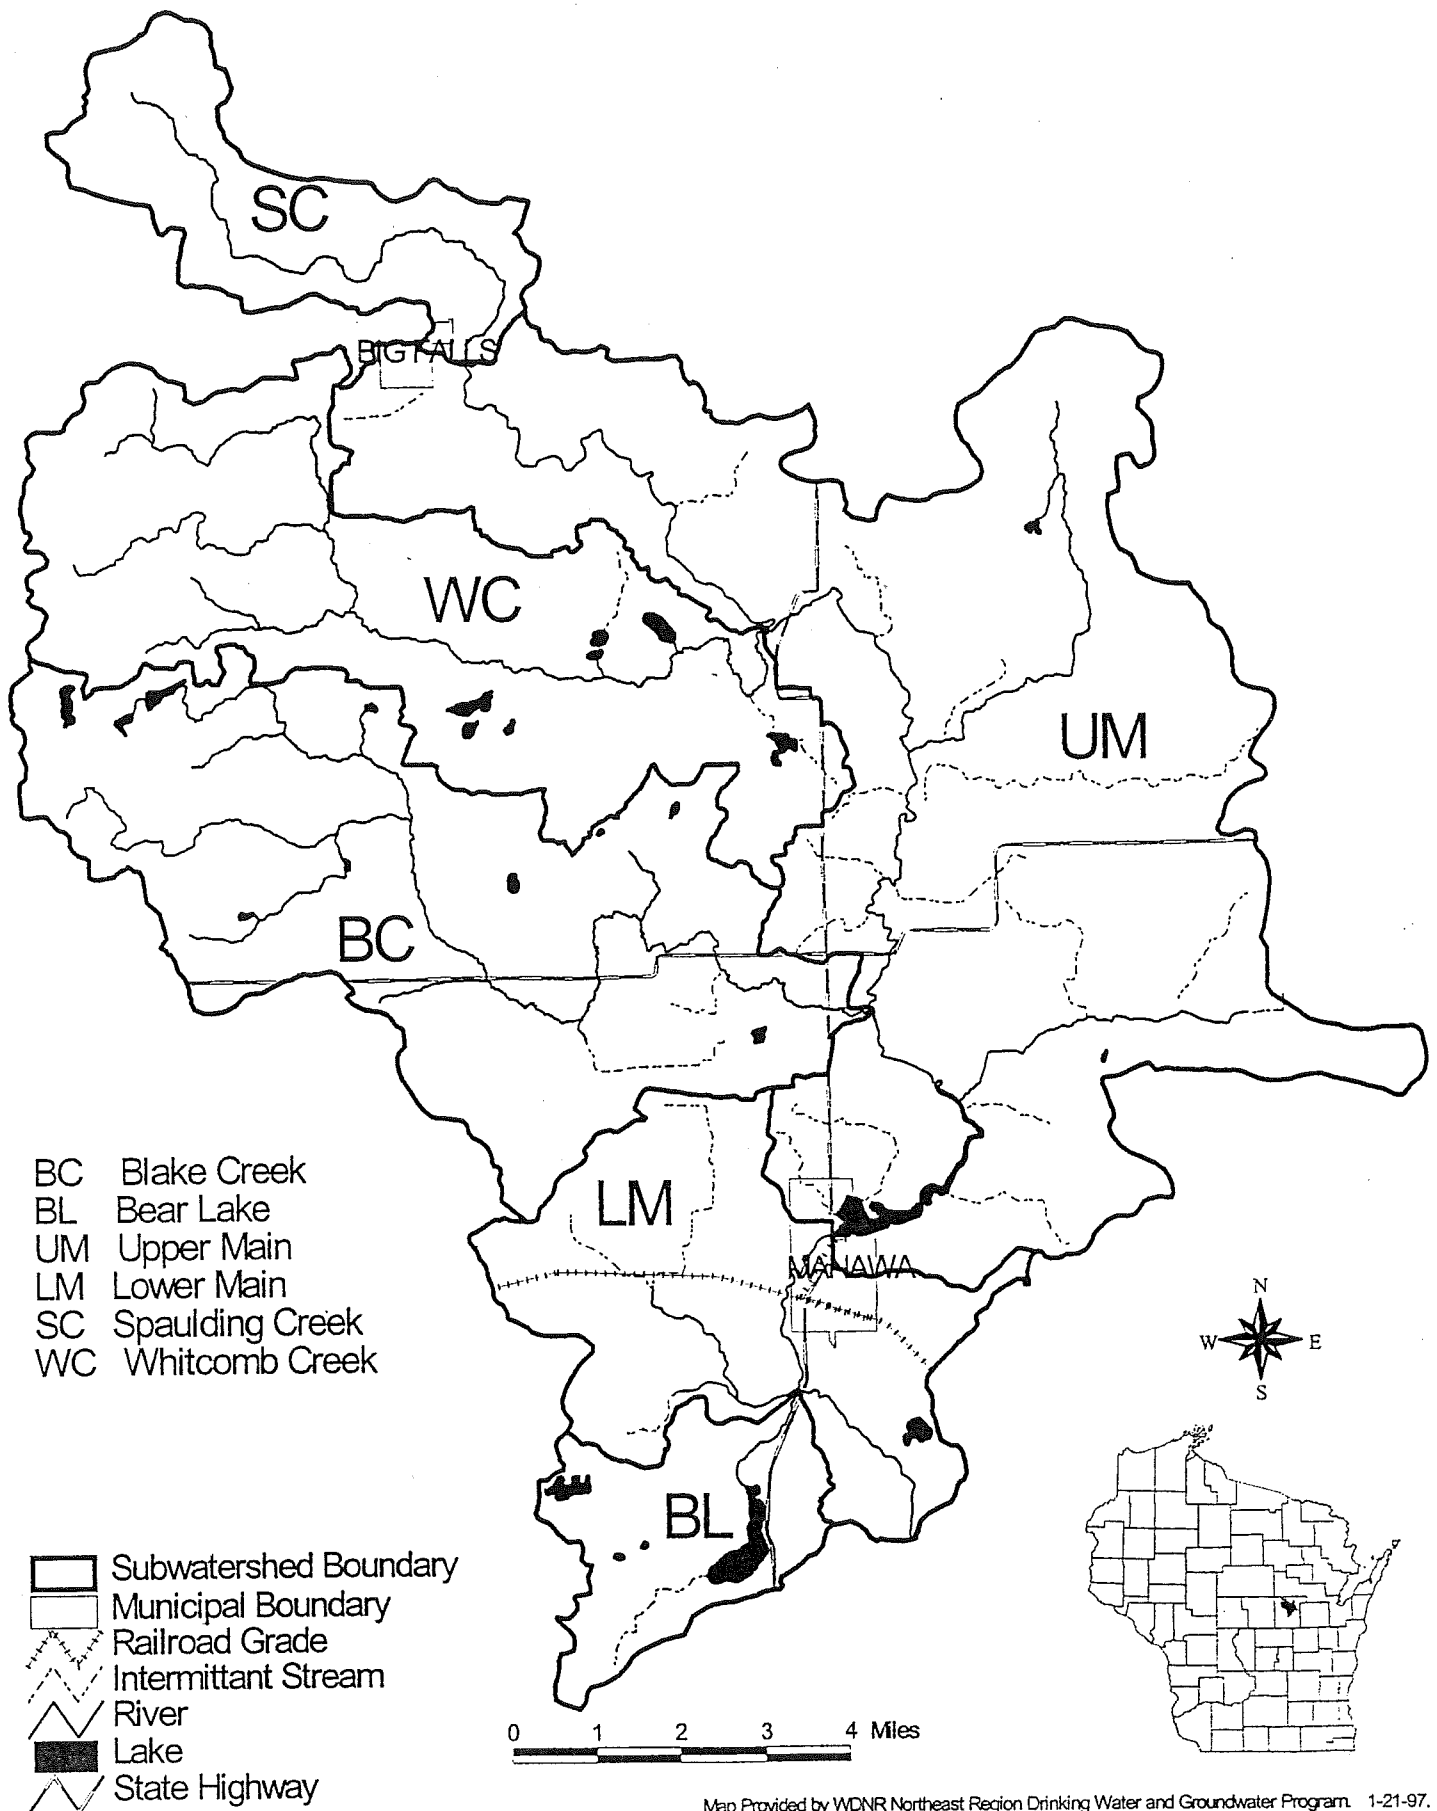 SC
BIG FALLS
WC
UM
BC
LM
MANAWA
BL
BC Blake Creek
BL Bear Lake
UM Upper Main
LM Lower Main
SC Spaulding Creek
WC Whitcomb Creek
N
W E
S
Subwatershed Boundary
Municipal Boundary
Railroad Grade
Intermittant Stream
River
Lake
State Highway
0 1 2 3 4 Miles
Map Provided by WDNR Northeast Region Drinking Water and Groundwater Program. 1-21-97.